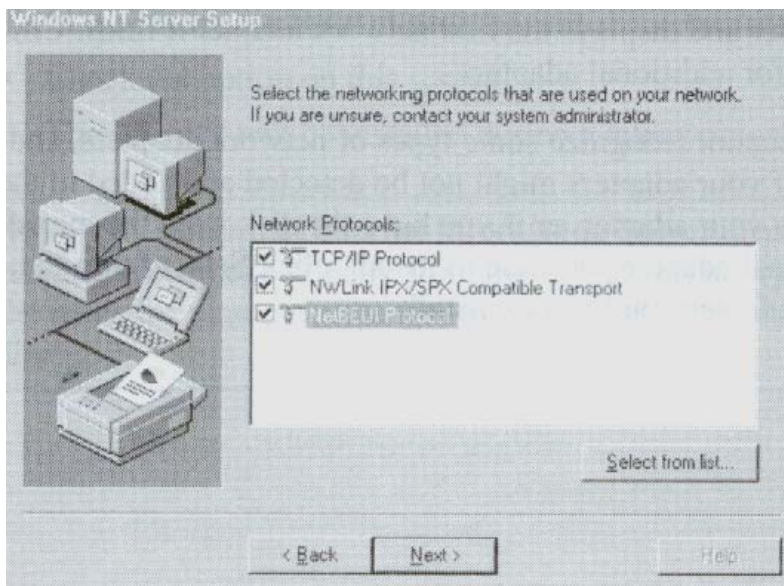 Windows NT Server Setup
Select the networking protocols that are used on your network.
If you are unsure, contact your system administrator.
Network Protocols:
TCP/IP Protocol
NWLink IPX/SPX Compatible Transport
NetBEUI Protocol
Select from list...
< Back
Next >
Help